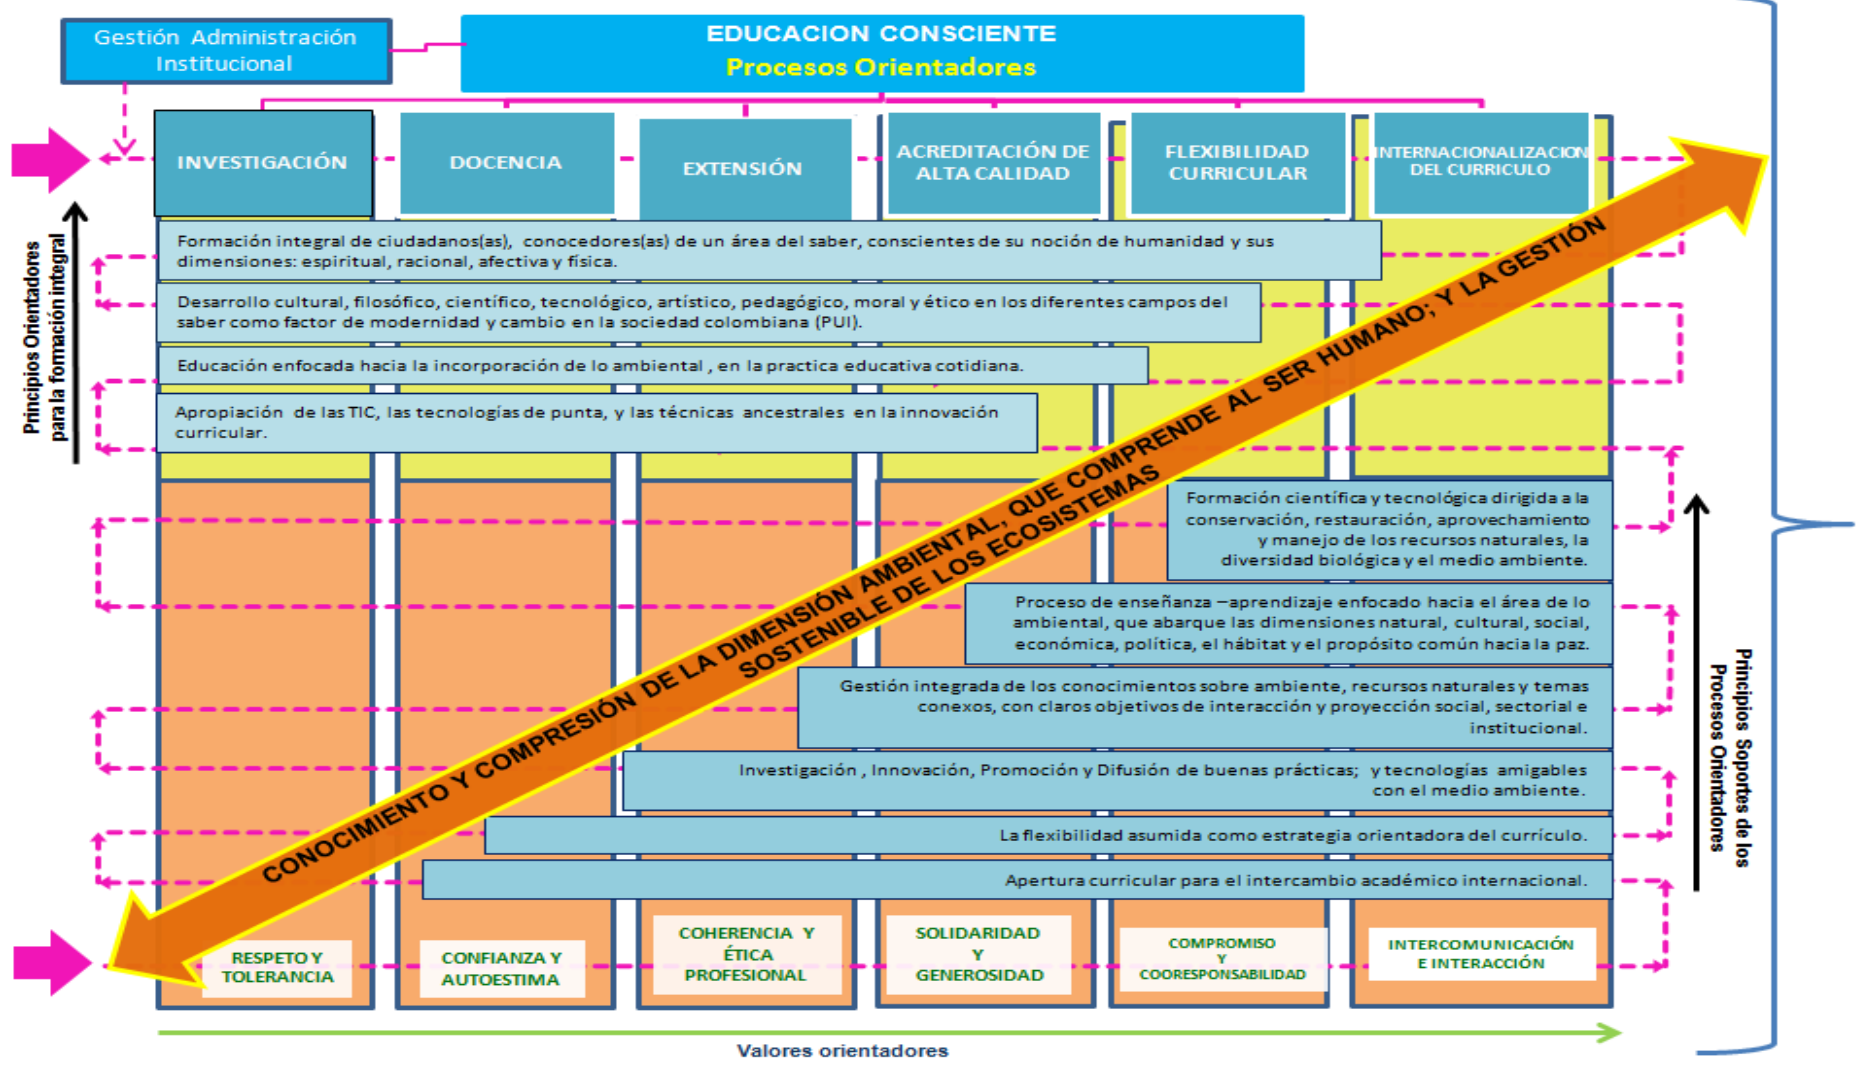 Gestión Administración
Institucional
EDUCACION CONSCIENTE
Procesos Orientadores
INVESTIGACIÓN
DOCENCIA
EXTENSIÓN
ACREDITACIÓN DE
ALTA CALIDAD
FLEXIBILIDAD
CURRICULAR
INTERNACIONALIZACION
DEL CURRICULO
Principios Orientadores
para la formación integral
Formación integral de ciudadanos(as), conocedores(as) de un área del saber, conscientes de su noción de humanidad y sus
dimensiones: espiritual, racional, afectiva y física.
Desarrollo cultural, filosófico, científico, tecnológico, artístico, pedagógico, moral y ético en los diferentes campos del
saber como factor de modernidad y cambio en la sociedad colombiana (PUI).
Educación enfocada hacia la incorporación de lo ambiental , en la practica educativa cotidiana.
Apropiación de las TIC, las tecnologías de punta, y las técnicas ancestrales en la innovación
curricular.
CONOCIMIENTO Y COMPRESIÓN DE LA DIMENSIÓN AMBIENTAL, QUE COMPRENDE AL SER HUMANO; Y LA GESTIÓN
SOSTENIBLE DE LOS ECOSISTEMAS
Formación científica y tecnológica dirigida a la
conservación, restauración, aprovechamiento
y manejo de los recursos naturales, la
diversidad biológica y el medio ambiente.
Proceso de enseñanza –aprendizaje enfocado hacia el área de lo
ambiental, que abarque las dimensiones natural, cultural, social,
económica, política, el hábitat y el propósito común hacia la paz.
Gestión integrada de los conocimientos sobre ambiente, recursos naturales y temas
conexos, con claros objetivos de interacción y proyección social, sectorial e
institucional.
Investigación , Innovación, Promoción y Difusión de buenas prácticas; y tecnologías amigables
con el medio ambiente.
La flexibilidad asumida como estrategia orientadora del currículo.
Apertura curricular para el intercambio académico internacional.
Principios Soportes de los
Procesos Orientadores
RESPETO Y
TOLERANCIA
CONFIANZA Y
AUTOESTIMA
COHERENCIA Y
ÉTICA
PROFESIONAL
SOLIDARIDAD
Y
GENEROSIDAD
COMPROMISO
Y
COORESPONSABILIDAD
INTERCOMUNICACIÓN
E INTERACCIÓN
Valores orientadores